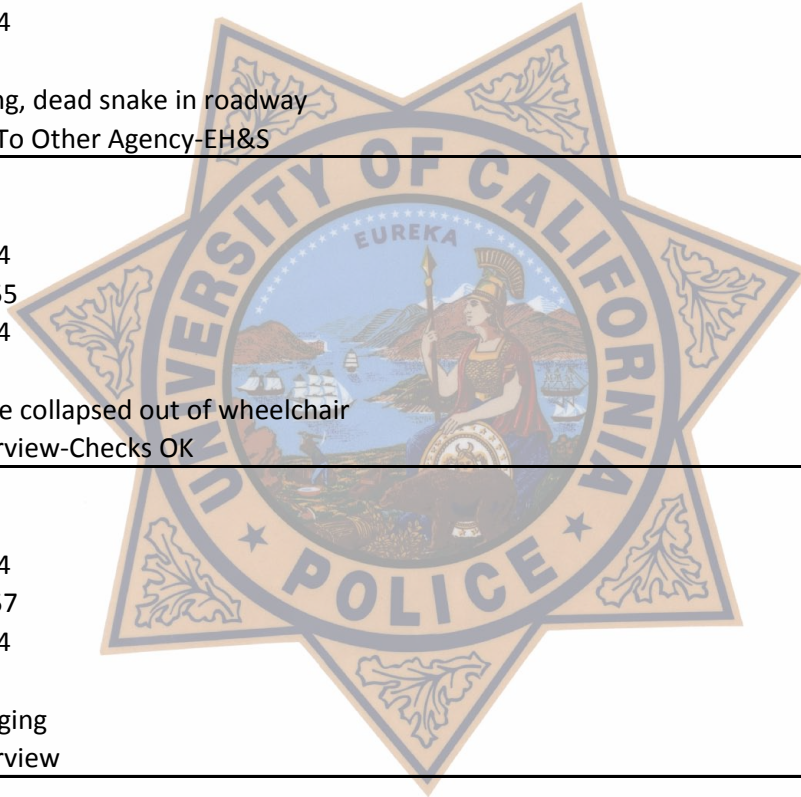 4
ng, dead snake in roadway
To Other Agency-EH&S
4
55
4
e collapsed out of wheelchair
rview-Checks OK
4
57
4
ging
rview
UNIVERSITY OF CALIFORNIA
EUREKA
POLICE